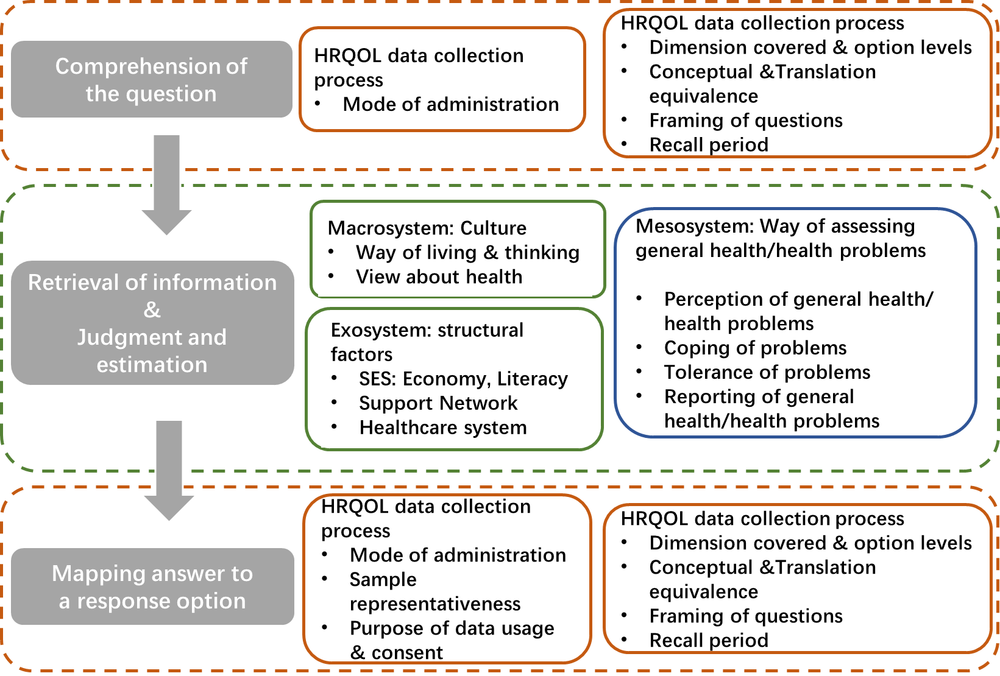 Comprehension of
the question
HRQOL data collection
process
• Mode of administration
HRQOL data collection process
• Dimension covered & option levels
• Conceptual &Translation
equivalence
• Framing of questions
• Recall period
Retrieval of information
&
Judgment and
estimation
Macrosystem: Culture
• Way of living & thinking
• View about health
Exosystem: structural
factors
• SES: Economy, Literacy
• Support Network
• Healthcare system
Mesosystem: Way of assessing
general health/health problems
• Perception of general health/
health problems
• Coping of problems
• Tolerance of problems
• Reporting of general
health/health problems
Mapping answer to
a response option
HRQOL data collection
process
• Mode of administration
• Sample
representativeness
• Purpose of data usage
& consent
HRQOL data collection process
• Dimension covered & option levels
• Conceptual &Translation
equivalence
• Framing of questions
• Recall period